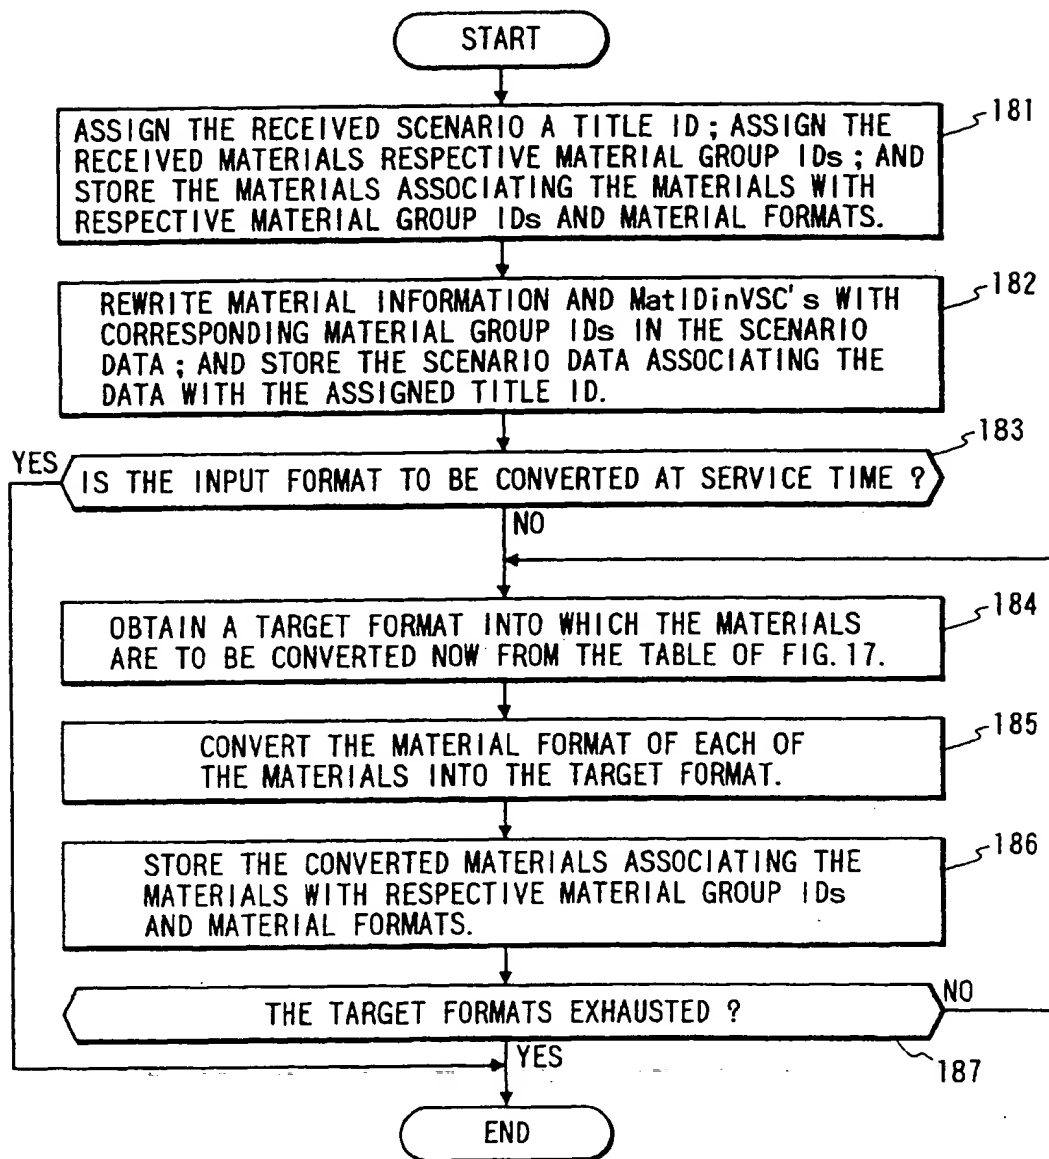 START
181
ASSIGN THE RECEIVED SCENARIO A TITLE ID; ASSIGN THE
RECEIVED MATERIALS RESPECTIVE MATERIAL GROUP IDs; AND
STORE THE MATERIALS ASSOCIATING THE MATERIALS WITH
RESPECTIVE MATERIAL GROUP IDs AND MATERIAL FORMATS.
182
REWRITE MATERIAL INFORMATION AND MatIDinVSC's WITH
CORRESPONDING MATERIAL GROUP IDs IN THE SCENARIO
DATA; AND STORE THE SCENARIO DATA ASSOCIATING THE
DATA WITH THE ASSIGNED TITLE ID.
183
YES
IS THE INPUT FORMAT TO BE CONVERTED AT SERVICE TIME ?
NO
184
OBTAIN A TARGET FORMAT INTO WHICH THE MATERIALS
ARE TO BE CONVERTED NOW FROM THE TABLE OF FIG. 17.
185
CONVERT THE MATERIAL FORMAT OF EACH OF
THE MATERIALS INTO THE TARGET FORMAT.
186
STORE THE CONVERTED MATERIALS ASSOCIATING THE
MATERIALS WITH RESPECTIVE MATERIAL GROUP IDs
AND MATERIAL FORMATS.
THE TARGET FORMATS EXHAUSTED ?
NO
YES
187
END